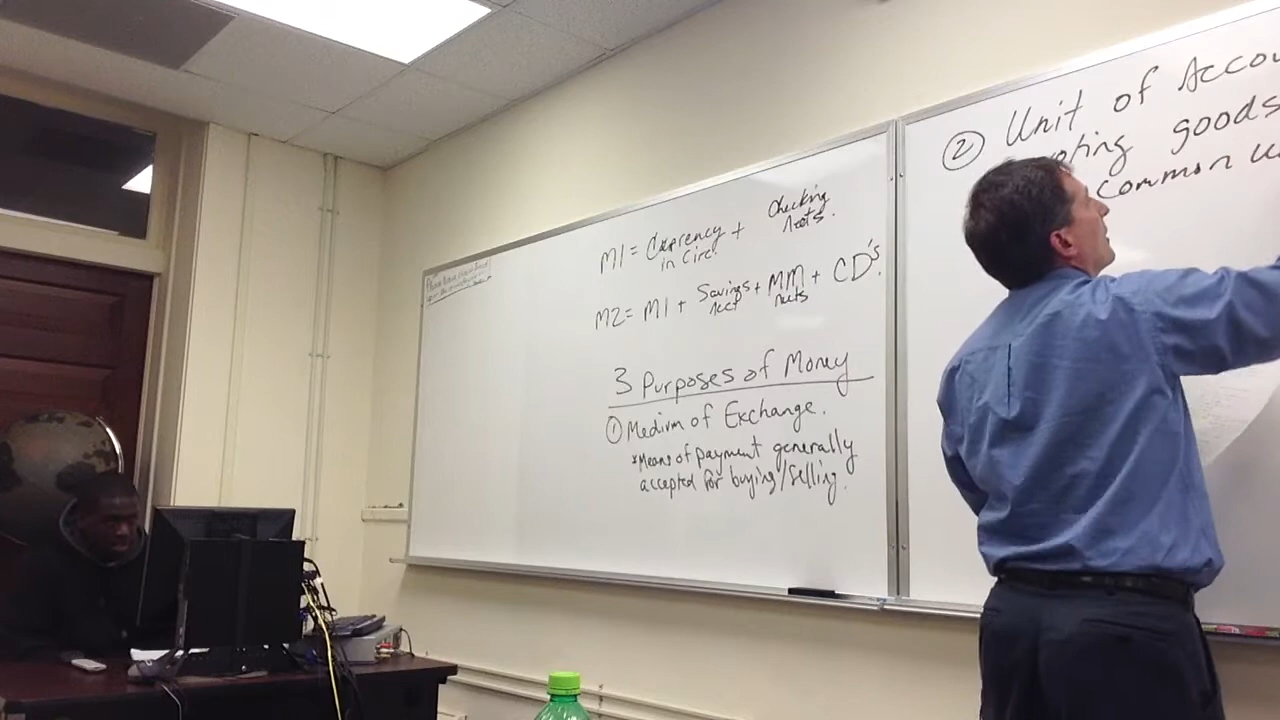 M1 = Currency + Checking
in Circ. Accts.
M2 = M1 + Savings + MM + CD's.
Acct Accts
3 Purposes of Money
① Medium of Exchange.
*Means of payment generally
accepted for buying/selling.
② Unit of Accou
oting goods
common u